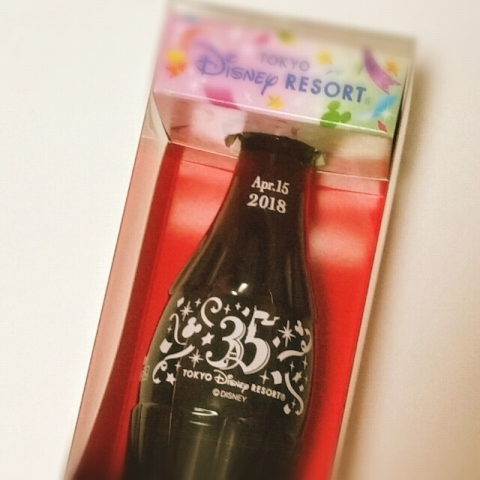 TOKYO
Disney RESORT®
Apr.15
2018
35
TOKYO Disney RESORT®
©DISNEY